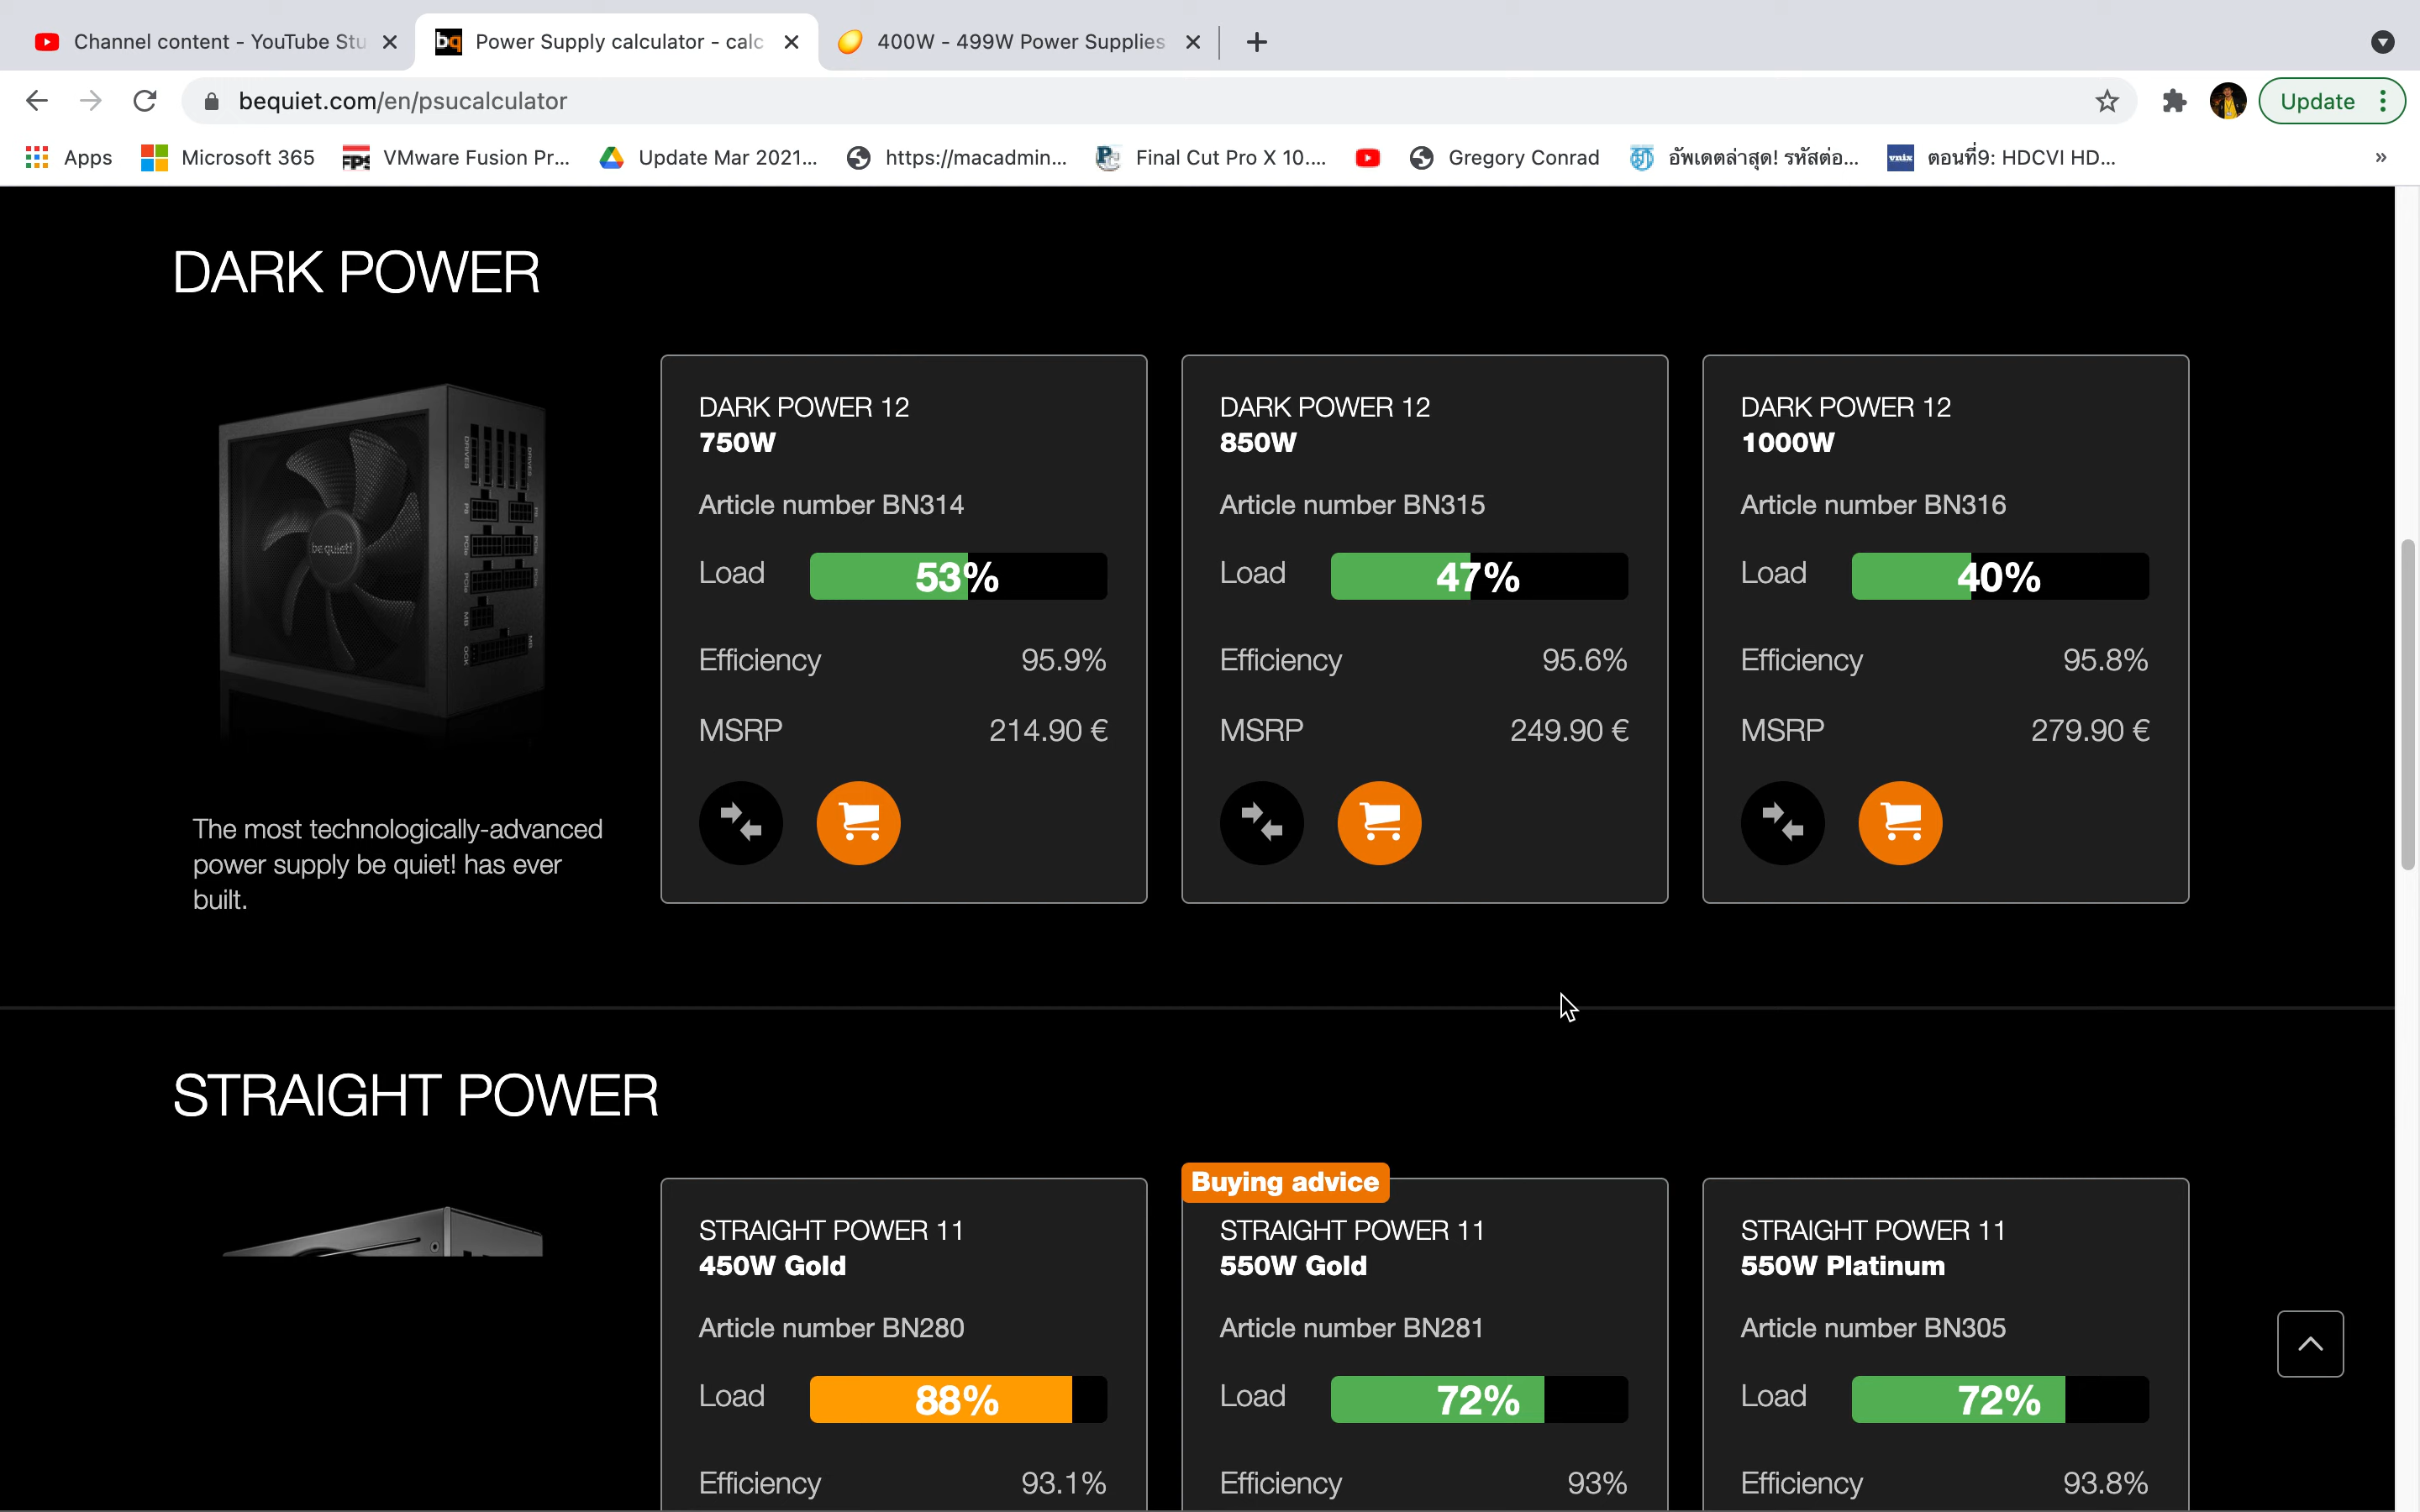 Channel content - YouTube Stu
Power Supply calculator - calc
400W - 499W Power Supplies
bequiet.com/en/psucalculator
Update
Apps
Microsoft 365
VMware Fusion Pr...
Update Mar 2021...
https://macadmin...
Final Cut Pro X 10....
Gregory Conrad
อัพเดตล่าสุด! รหัสต่อ...
vnix
ตอนที่9: HDCVI HD...
»
DARK POWER
be quiet!
The most technologically-advanced
power supply be quiet! has ever
built.
DARK POWER 12
750W
Article number BN314
Load 53%
Efficiency 95.9%
MSRP 214.90 €
DARK POWER 12
850W
Article number BN315
Load 47%
Efficiency 95.6%
MSRP 249.90 €
DARK POWER 12
1000W
Article number BN316
Load 40%
Efficiency 95.8%
MSRP 279.90 €
STRAIGHT POWER
STRAIGHT POWER 11
450W Gold
Article number BN280
Load 88%
Efficiency 93.1%
Buying advice
STRAIGHT POWER 11
550W Gold
Article number BN281
Load 72%
Efficiency 93%
STRAIGHT POWER 11
550W Platinum
Article number BN305
Load 72%
Efficiency 93.8%